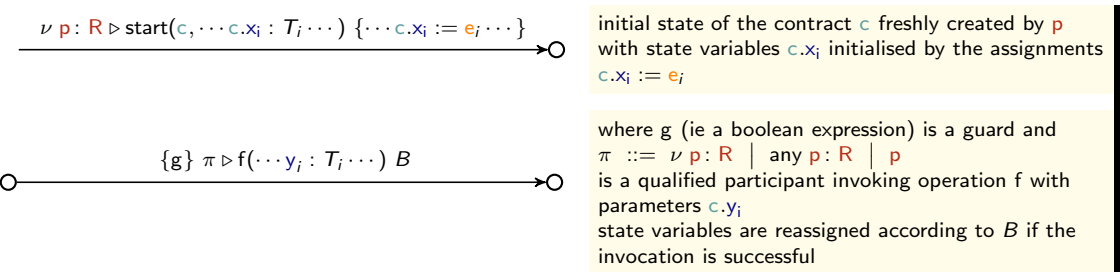 ν p : R ▹ start(c, ··· c.xᵢ : Tᵢ ···) {··· c.xᵢ := eᵢ ···}
initial state of the contract c freshly created by p
with state variables c.xᵢ initialised by the assignments
c.xᵢ := eᵢ
{g} π ▹ f(··· yᵢ : Tᵢ ···) B
where g (ie a boolean expression) is a guard and
π ::= ν p : R | any p : R | p
is a qualified participant invoking operation f with
parameters c.yᵢ
state variables are reassigned according to B if the
invocation is successful